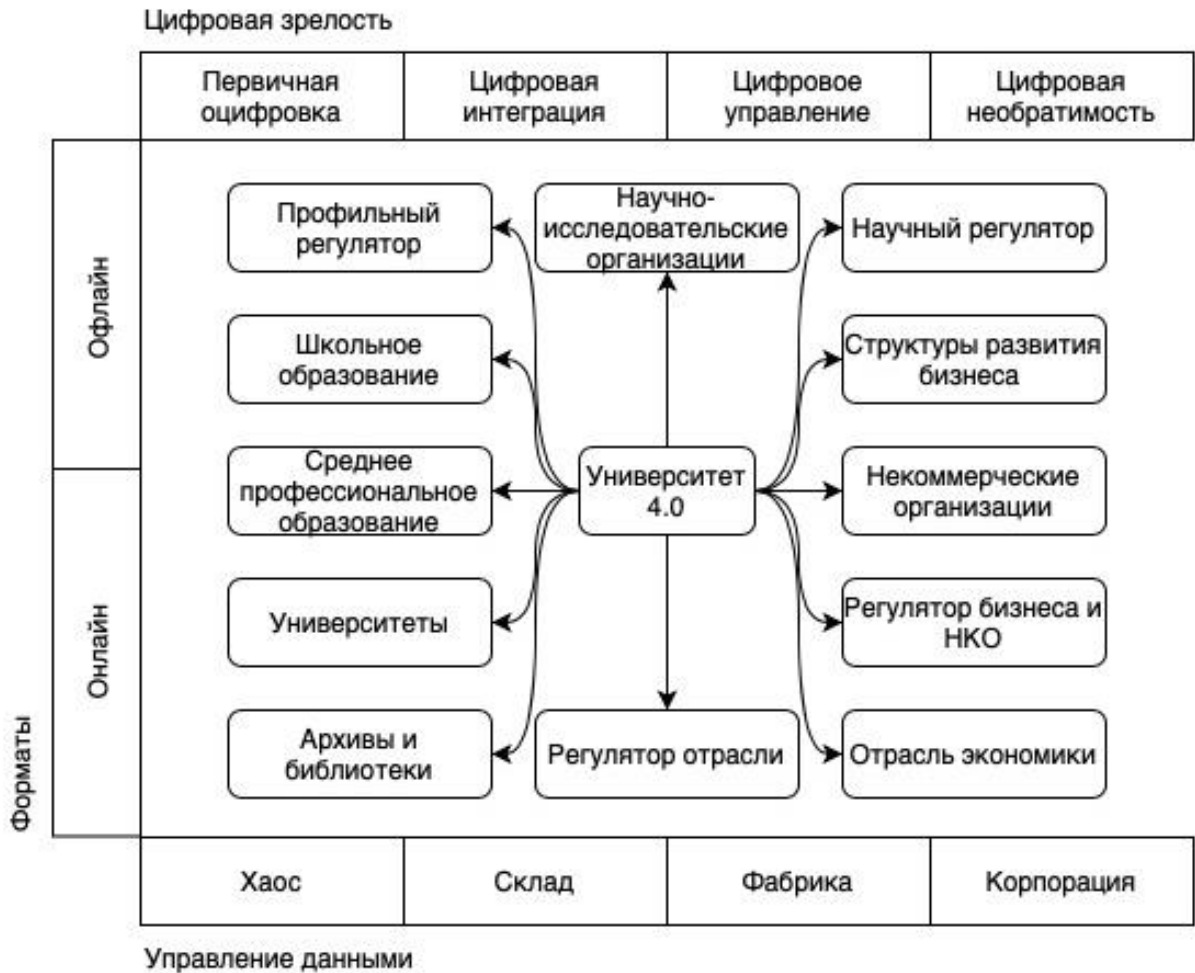 Цифровая зрелость
Первичная
оцифровка
Цифровая
интеграция
Цифровое
управление
Цифровая
необратимость
Офлайн
Онлайн
Форматы
Профильный
регулятор
Научно-
исследовательские
организации
Научный регулятор
Школьное
образование
Структуры развития
бизнеса
Среднее
профессиональное
образование
Университет
4.0
Некоммерческие
организации
Университеты
Регулятор бизнеса и
НКО
Архивы и
библиотеки
Регулятор отрасли
Отрасль экономики
Хаос
Склад
Фабрика
Корпорация
Управление данными